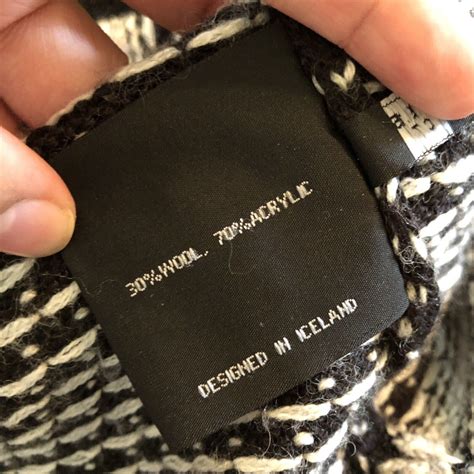 30%WOOL. 70%ACRYLIC
DESIGNED IN ICELAND